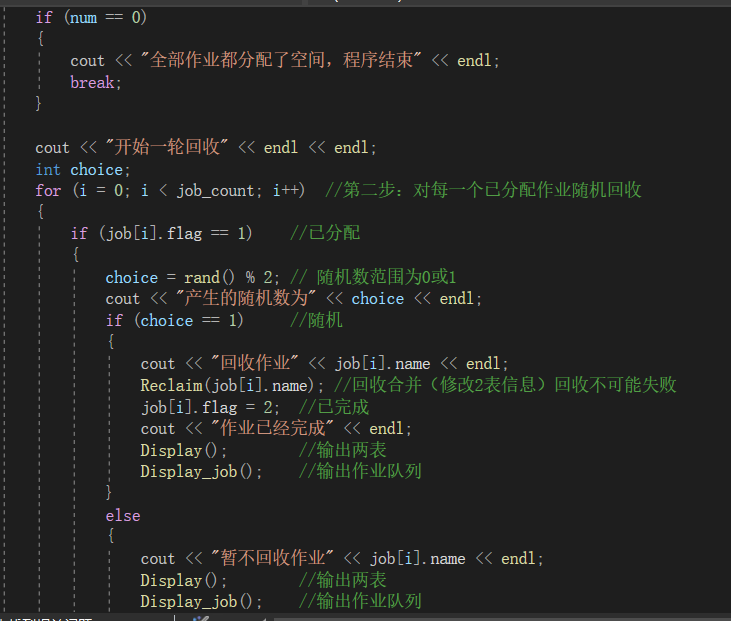 if (num == 0)
{
cout << "全部作业都分配了空间，程序结束" << endl;
break;
}
cout << "开始一轮回收" << endl << endl;
int choice;
for (i = 0; i < job_count; i++) //第二步：对每一个已分配作业随机回收
{
if (job[i].flag == 1) //已分配
{
choice = rand() % 2; // 随机数范围为0或1
cout << "产生的随机数为" << choice << endl;
if (choice == 1) //随机
{
cout << "回收作业" << job[i].name << endl;
Reclaim(job[i].name); //回收合并（修改2表信息）回收不可能失败
job[i].flag = 2; //已完成
cout << "作业已经完成" << endl;
Display(); //输出两表
Display_job(); //输出作业队列
}
else
{
cout << "暂不回收作业" << job[i].name << endl;
Display(); //输出两表
Display_job(); //输出作业队列